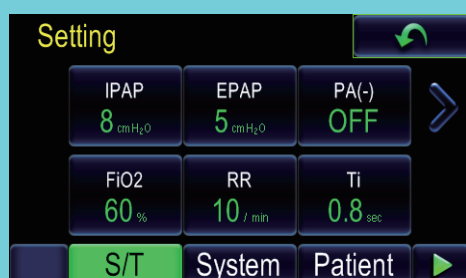 Setting
IPAP EPAP PA(-)
8 cmH₂O 5 cmH₂O OFF
FiO2 RR Ti
60 % 10 / min 0.8 sec
S/T System Patient